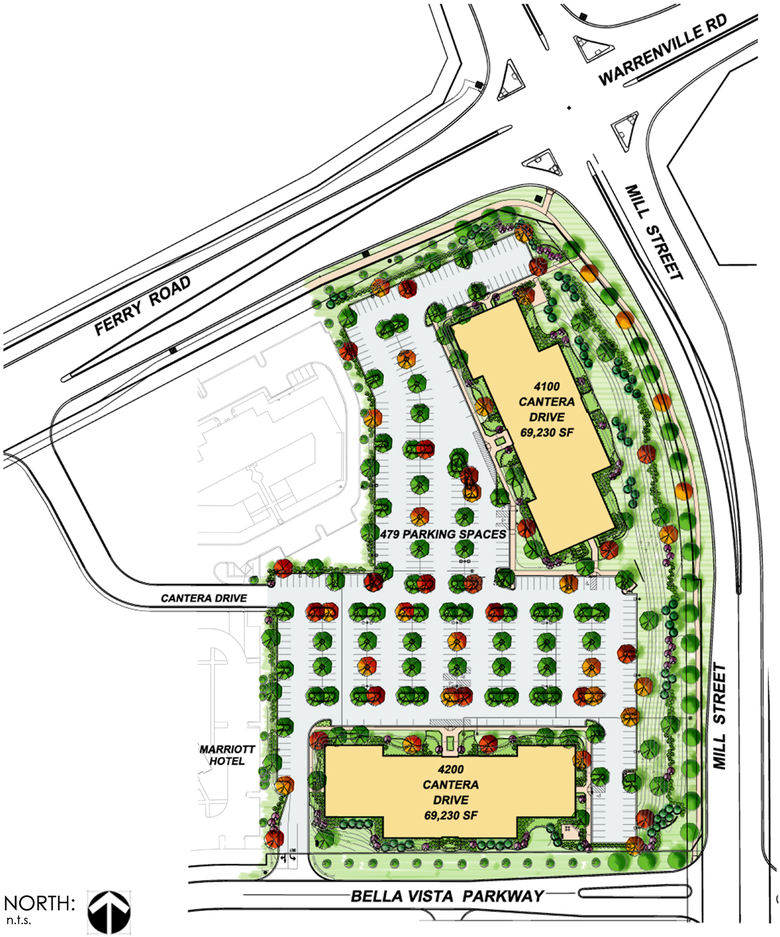 WARRENVILLE RD
MILL STREET
FERRY ROAD
4100
CANTERA
DRIVE
69,230 SF
479 PARKING SPACES
CANTERA DRIVE
MILL STREET
MARRIOTT
HOTEL
4200
CANTERA
DRIVE
69,230 SF
BELLA VISTA PARKWAY
NORTH:
n.t.s.